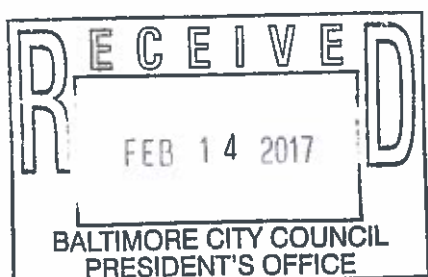 RECEIVED
FEB 14 2017
BALTIMORE CITY COUNCIL
PRESIDENT'S OFFICE